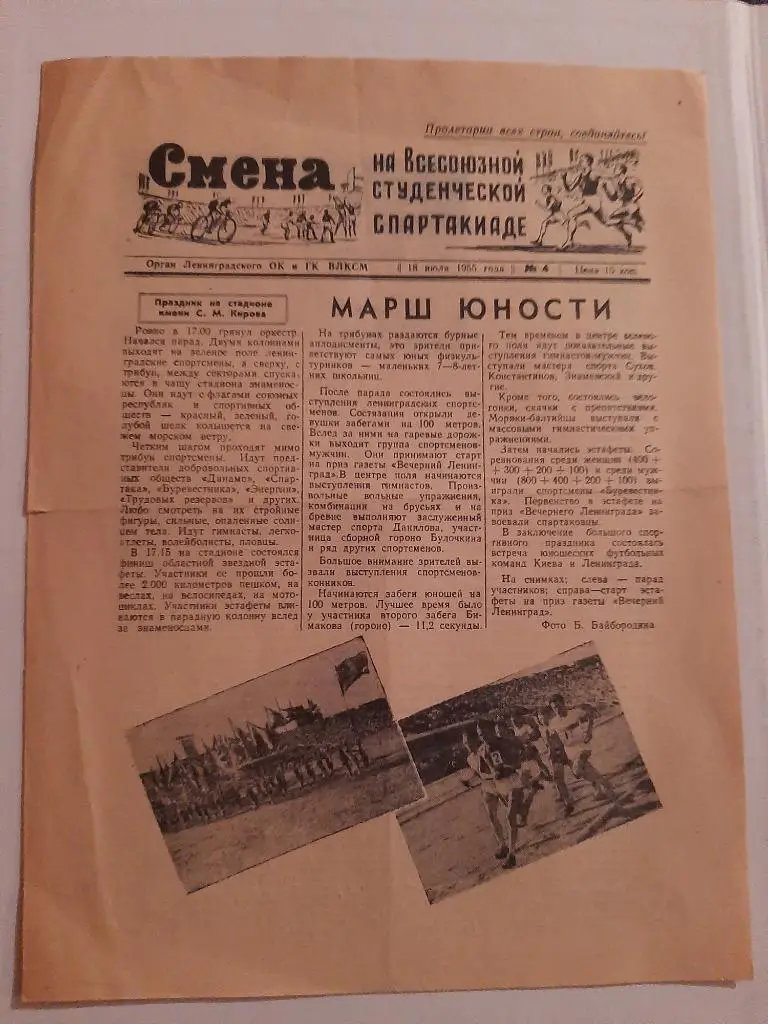 Пролетарии всех стран, соединяйтесь!
Смена
на Всесоюзной
студенческой
спартакиаде
Орган Ленинградского ОК и ГК ВЛКСМ || 18 июля 1955 года || № 4 | Цена 10 коп.
Праздник на стадионе
имени С. М. Кирова
МАРШ ЮНОСТИ
Ровно в 17.00 грянул оркестр.
Начался парад. Двумя колоннами
выходят на зеленое поле ленин-
градские спортсмены, а сверху, с
трибун, между секторами спуска-
ются в чашу стадиона знаменос-
цы. Они идут с флагами союзных
республик и спортивных об-
ществ — красный, зеленый, го-
лубой шелк колышется на све-
жем морском ветру.
Четким шагом проходят мимо
трибун спортсмены. Идут пред-
ставители добровольных спортив-
ных обществ «Динамо», «Спар-
така», «Буревестника», «Энергии»,
«Трудовых резервов» и других.
Любо смотреть на их стройные
фигуры, сильные, опаленные солн-
цем тела. Идут гимнасты, легко-
атлеты, волейболисты, пловцы.
В 17.15 на стадионе состоялся
финиш областной звездной эста-
феты. Участники ее прошли бо-
лее 2.000 километров пешком, на
веслах, на велосипедах, на мото-
циклах. Участники эстафеты вли-
ваются в парадную колонну вслед
за знаменосцами.
На трибунах раздаются бурные
аплодисменты, это зрители при-
ветствуют самых юных физкуль-
турников — маленьких 7—8-лет-
них школьниц.
После парада состоялись вы-
ступления ленинградских спортсме-
нов. Состязания открыли де-
вушки забегами на 100 метров.
Вслед за ними на гаревые дорож-
ки выходит группа спортсменов-
мужчин. Они принимают старт
на приз газеты «Вечерний Ленин-
град». В центре поля начинаются
выступления гимнасток. Произ-
вольные вольные упражнения,
комбинации на брусьях и на
бревне выполняют заслуженный
мастер спорта Данилова, участ-
ница сборной гороно Булочкина
и ряд других спортсменов.
Большое внимание зрителей вы-
звали выступления спортсменов-
конников.
Начинаются забеги юношей на
100 метров. Лучшее время было
у участника второго забега Би-
макова (гороно) — 11,2 секунды.
Тем временем в центре зелено-
го поля идут показательные вы-
ступления гимнастов-мужчин. Вы-
ступали мастера спорта Сухов,
Константинов, Знаменский и дру-
гие.
Кроме того, состоялись вело-
гонки, скачки с препятствиями.
Моряки-балтийцы выступали с
массовыми гимнастическими уп-
ражнениями.
Затем начались эстафеты. Со-
ревнования среди женщин (400 +
+ 300 + 200 + 100) и среди муж-
чин (800 + 400 + 200 + 100) вы-
играли спортсмены «Буревестни-
ка». Первенство в эстафете на
приз «Вечернего Ленинграда» за-
воевали спартаковцы.
В заключение большого спор-
тивного праздника состоялась
встреча юношеских футбольных
команд Киева и Ленинграда.
На снимках: слева — парад
участников; справа—старт эста-
феты на приз газеты «Вечерний
Ленинград».
Фото Б. Байбородина